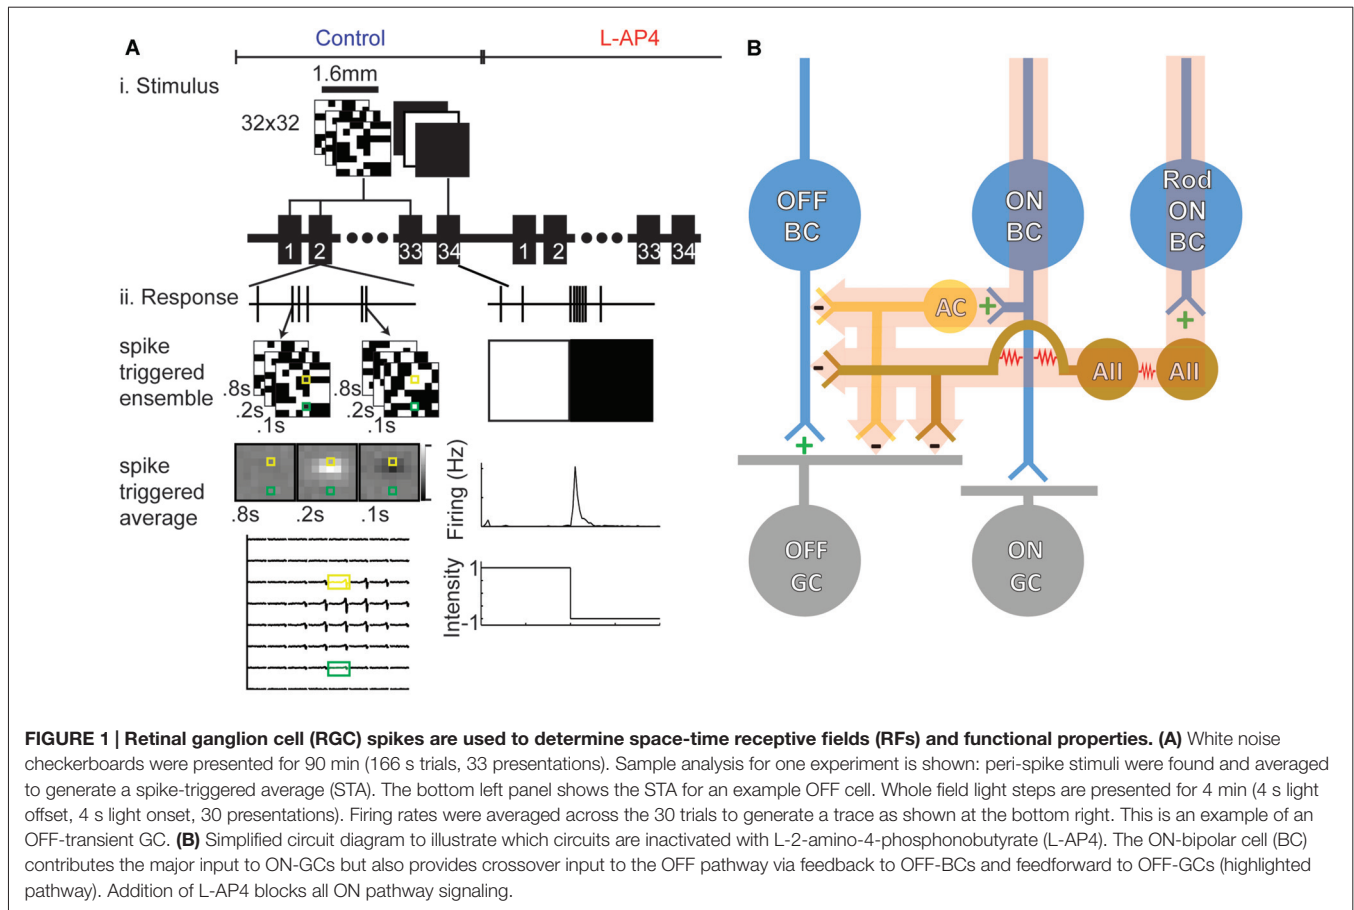 A
Control
L-AP4
B
i. Stimulus
1.6mm
32x32
1
2
33
34
1
2
33
34
ii. Response
spike
triggered
ensemble
.8s
.2s
.1s
.8s
.2s
.1s
spike
triggered
average
.8s
.2s
.1s
Firing (Hz)
Intensity
1
-1
OFF
BC
ON
BC
Rod
ON
BC
-
AC
+
+
-
AII
AII
+
-
-
OFF
GC
ON
GC
FIGURE 1 | Retinal ganglion cell (RGC) spikes are used to determine space-time receptive fields (RFs) and functional properties. (A) White noise
checkerboards were presented for 90 min (166 s trials, 33 presentations). Sample analysis for one experiment is shown: peri-spike stimuli were found and averaged
to generate a spike-triggered average (STA). The bottom left panel shows the STA for an example OFF cell. Whole field light steps are presented for 4 min (4 s light
offset, 4 s light onset, 30 presentations). Firing rates were averaged across the 30 trials to generate a trace as shown at the bottom right. This is an example of an
OFF-transient GC. (B) Simplified circuit diagram to illustrate which circuits are inactivated with L-2-amino-4-phosphonobutyrate (L-AP4). The ON-bipolar cell (BC)
contributes the major input to ON-GCs but also provides crossover input to the OFF pathway via feedback to OFF-BCs and feedforward to OFF-GCs (highlighted
pathway). Addition of L-AP4 blocks all ON pathway signaling.